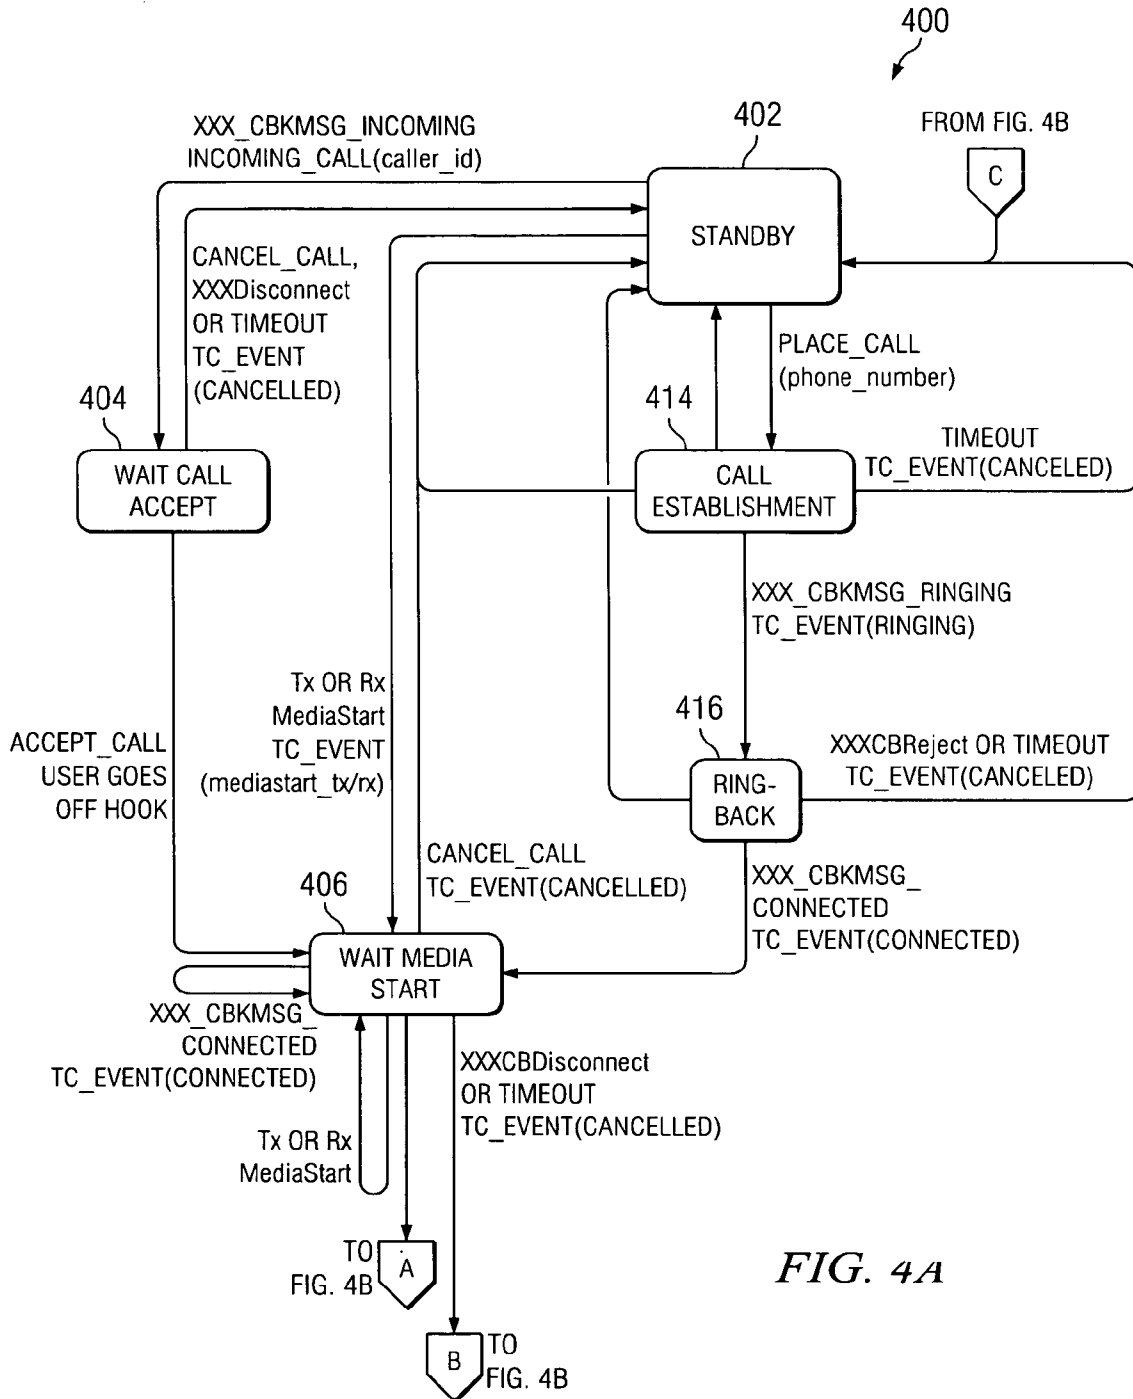 400
402
FROM FIG. 4B
C
XXX_CBKMSG_INCOMING
INCOMING_CALL(caller_id)
STANDBY
CANCEL_CALL,
XXXDisconnect
OR TIMEOUT
TC_EVENT
(CANCELLED)
PLACE_CALL
(phone_number)
404
WAIT CALL
ACCEPT
414
CALL
ESTABLISHMENT
TIMEOUT
TC_EVENT(CANCELED)
XXX_CBKMSG_RINGING
TC_EVENT(RINGING)
ACCEPT_CALL
USER GOES
OFF HOOK
Tx OR Rx
MediaStart
TC_EVENT
(mediastart_tx/rx)
416
RING-
BACK
XXXCBReject OR TIMEOUT
TC_EVENT(CANCELED)
CANCEL_CALL
TC_EVENT(CANCELLED)
XXX_CBKMSG_
CONNECTED
TC_EVENT(CONNECTED)
406
WAIT MEDIA
START
XXX_CBKMSG_
CONNECTED
TC_EVENT(CONNECTED)
XXXCBDisconnect
OR TIMEOUT
TC_EVENT(CANCELLED)
Tx OR Rx
MediaStart
TO
FIG. 4B
A
B
TO
FIG. 4B
FIG. 4A